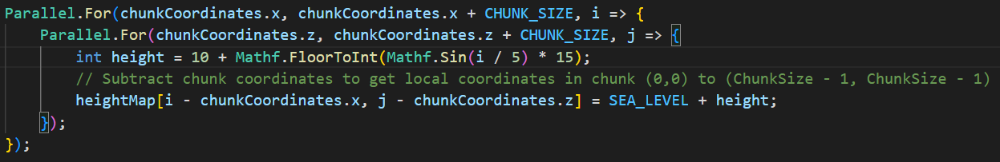 Parallel.For(chunkCoordinates.x, chunkCoordinates.x + CHUNK_SIZE, i => {
    Parallel.For(chunkCoordinates.z, chunkCoordinates.z + CHUNK_SIZE, j => {
        int height = 10 + Mathf.FloorToInt(Mathf.Sin(i / 5) * 15);
        // Subtract chunk coordinates to get local coordinates in chunk (0,0) to (ChunkSize - 1, ChunkSize - 1)
        heightMap[i - chunkCoordinates.x, j - chunkCoordinates.z] = SEA_LEVEL + height;
    });
});